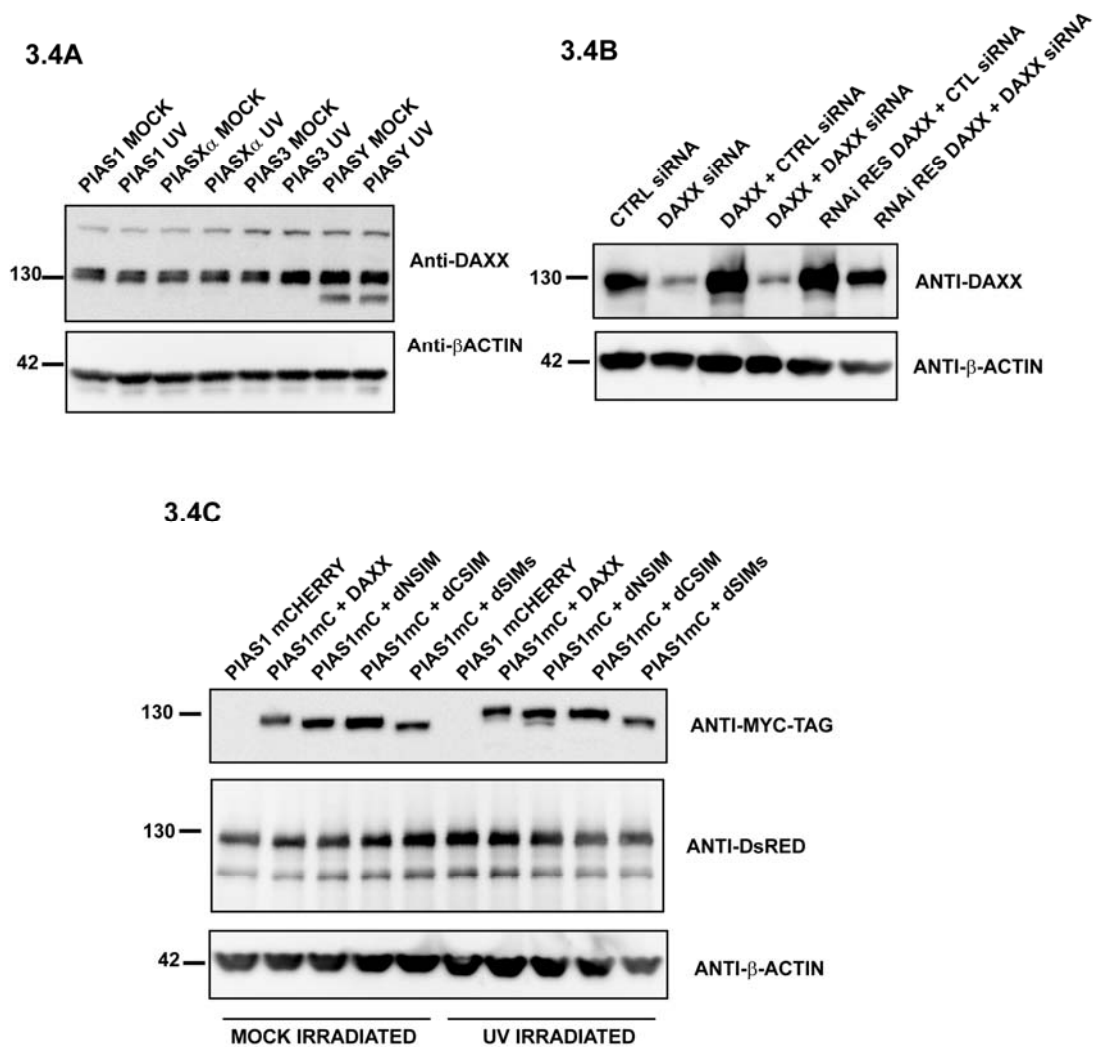 3.4A
PIAS1 MOCK
PIAS1 UV
PIASXα MOCK
PIASXα UV
PIAS3 MOCK
PIAS3 UV
PIASY MOCK
PIASY UV
130
Anti-DAXX
42
Anti-βACTIN
3.4B
CTRL siRNA
DAXX siRNA
DAXX + CTRL siRNA
DAXX + DAXX siRNA
RNAi RES DAXX + CTL siRNA
RNAi RES DAXX + DAXX siRNA
130
ANTI-DAXX
42
ANTI-β-ACTIN
3.4C
PIAS1 mCHERRY
PIAS1mC + DAXX
PIAS1mC + dNSIM
PIAS1mC + dCSIM
PIAS1mC + dSIMs
PIAS1 mCHERRY
PIAS1mC + DAXX
PIAS1mC + dNSIM
PIAS1mC + dCSIM
PIAS1mC + dSIMs
130
ANTI-MYC-TAG
130
ANTI-DsRED
42
ANTI-β-ACTIN
MOCK IRRADIATED
UV IRRADIATED